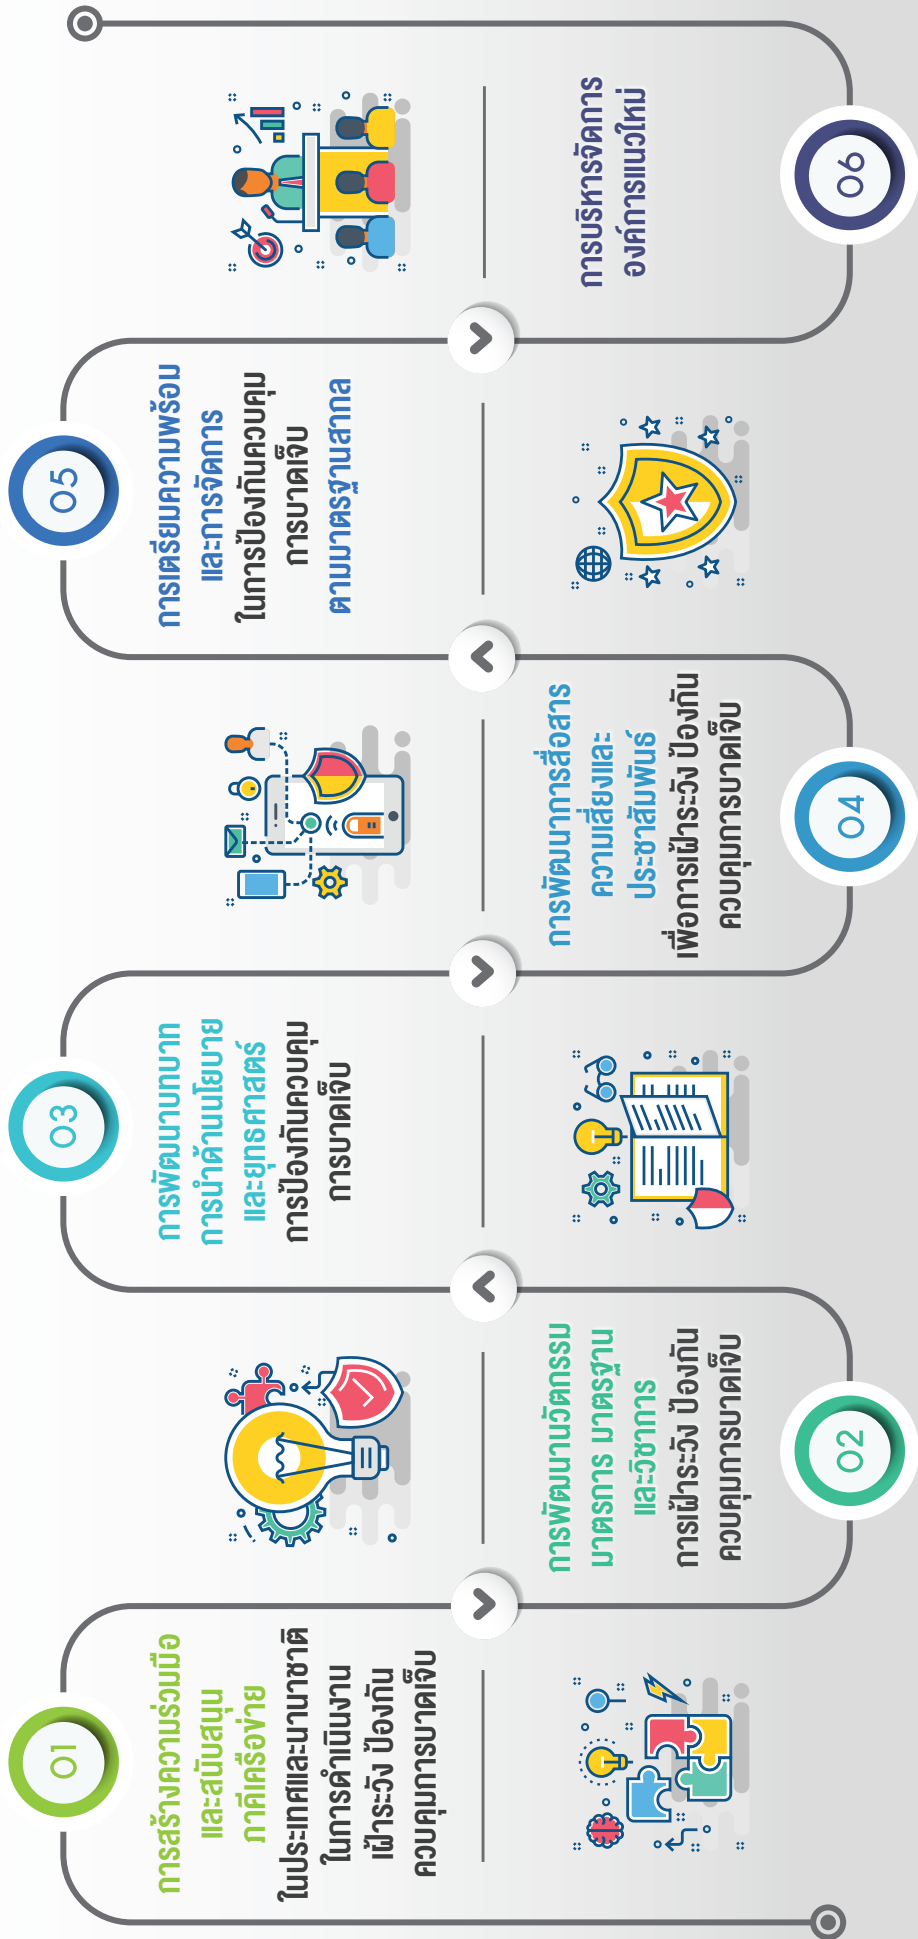 01
การสร้างความร่วมมือ
และสนับสนุน
ภาคีเครือข่าย
ในประเทศและนานาชาติ
ในการดำเนินงาน
เฝ้าระวัง ป้องกัน
ควบคุมการบาดเจ็บ
02
การพัฒนานวัตกรรม
มาตรการ มาตรฐาน
และวิชาการ
การเฝ้าระวัง ป้องกัน
ควบคุมการบาดเจ็บ
03
การพัฒนาบทบาท
การนำด้านนโยบาย
และยุทธศาสตร์
การป้องกันควบคุม
การบาดเจ็บ
04
การพัฒนาการสื่อสาร
ความเสี่ยงและ
ประชาสัมพันธ์
เพื่อการเฝ้าระวัง ป้องกัน
ควบคุมการบาดเจ็บ
05
การเตรียมความพร้อม
และการจัดการ
ในการป้องกันควบคุม
การบาดเจ็บ
ตามมาตรฐานสากล
06
การบริหารจัดการ
องค์การแนวใหม่